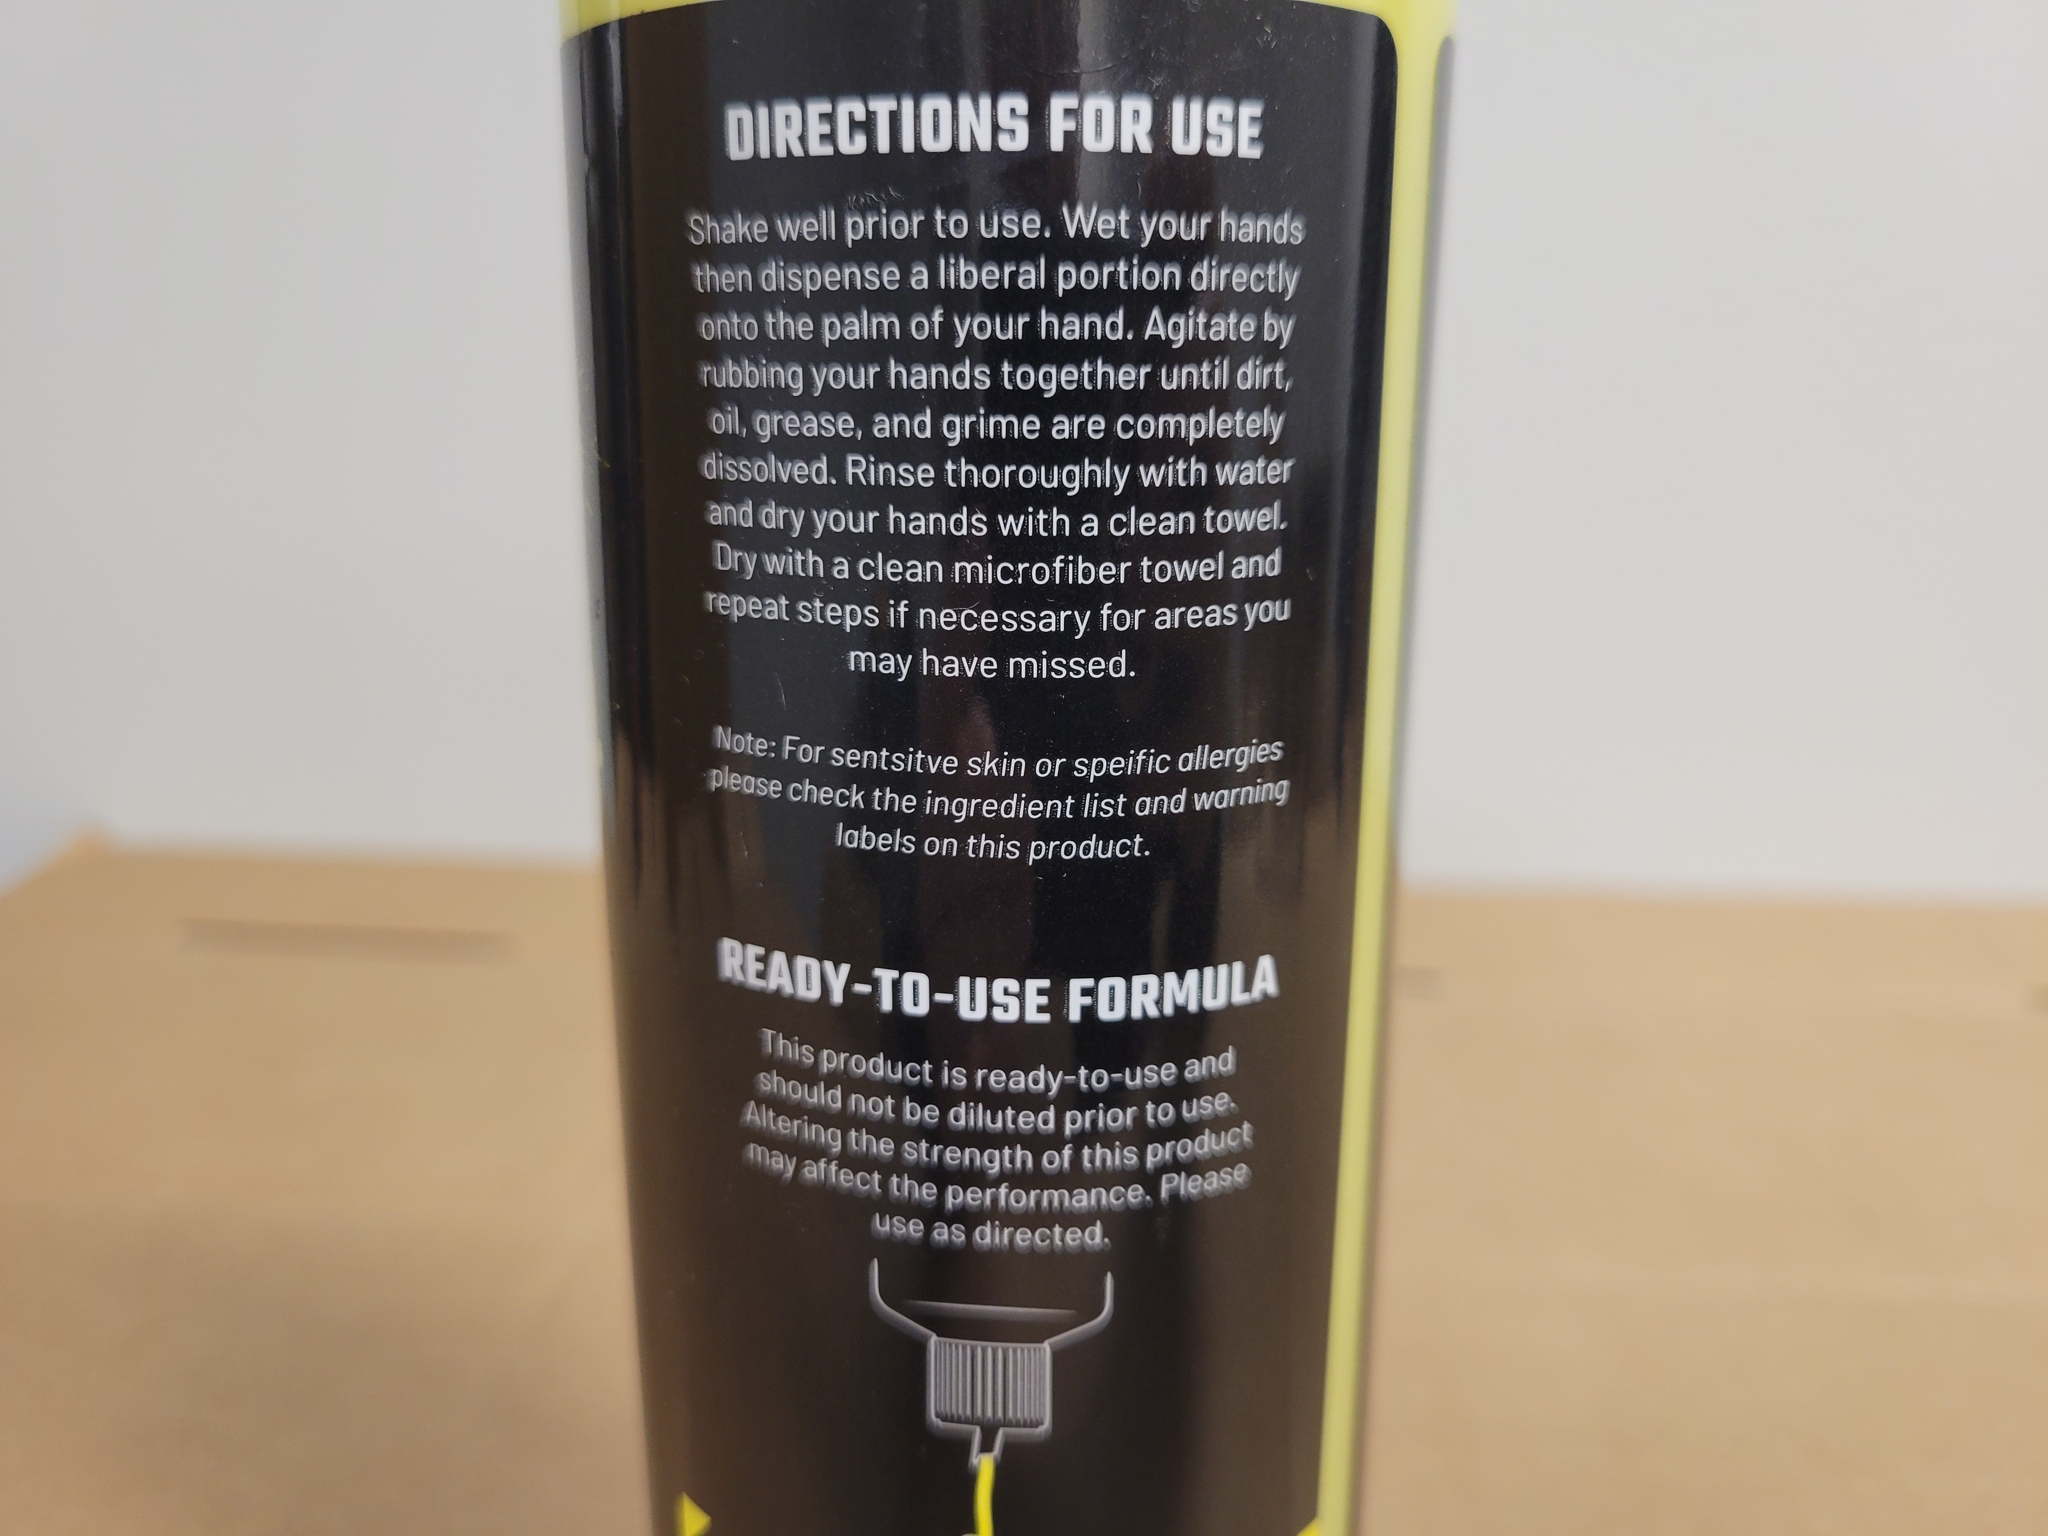 DIRECTIONS FOR USE
Shake well prior to use. Wet your hands
then dispense a liberal portion directly
onto the palm of your hand. Agitate by
rubbing your hands together until dirt,
oil, grease, and grime are completely
dissolved. Rinse thoroughly with water
and dry your hands with a clean towel.
Dry with a clean microfiber towel and
repeat steps if necessary for areas you
may have missed.
Note: For sentsitve skin or speific allergies
please check the ingredient list and warning
labels on this product.
READY-TO-USE FORMULA
This product is ready-to-use and
should not be diluted prior to use.
Altering the strength of this product
may affect the performance. Please
use as directed.